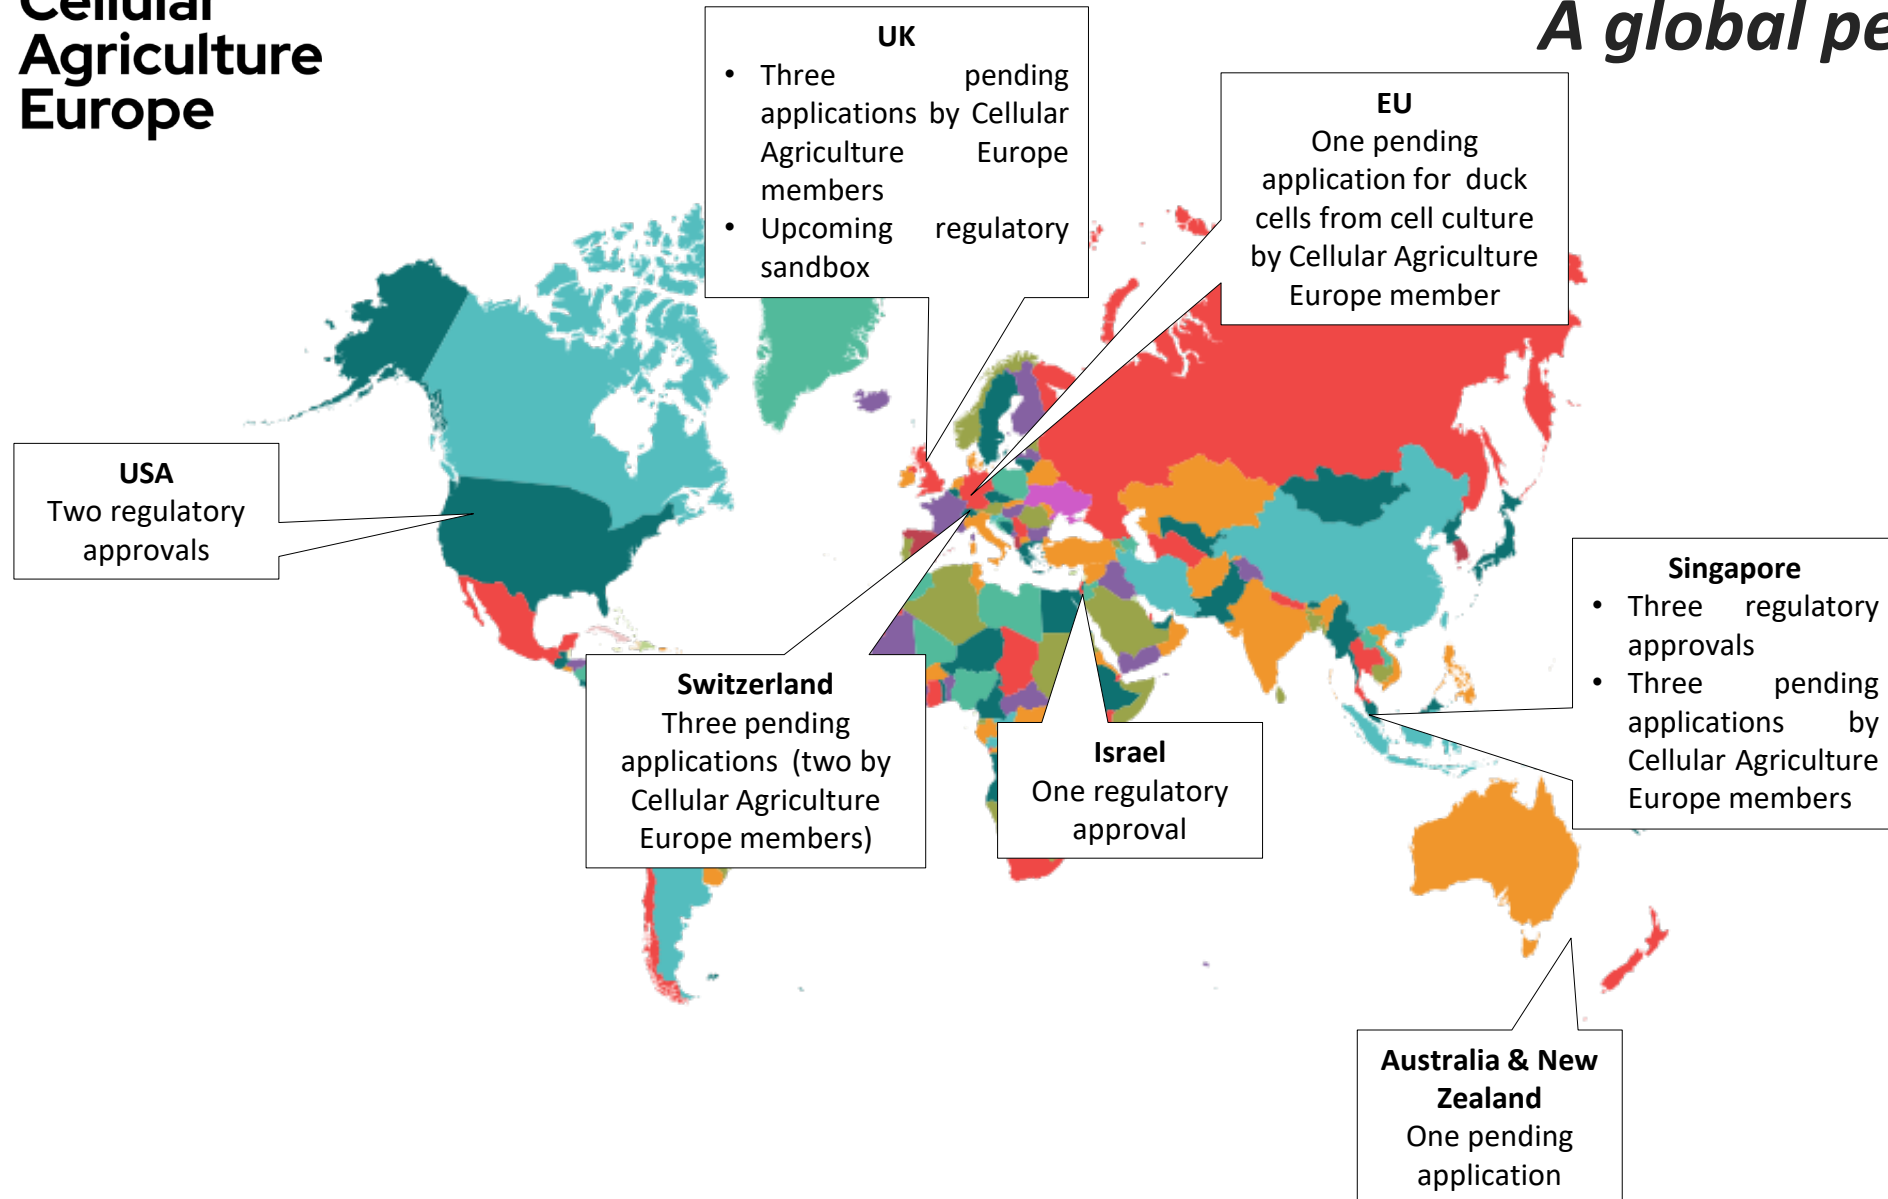 Cellular
Agriculture
Europe
A global pe
UK
• Three pending
applications by Cellular
Agriculture Europe
members
• Upcoming regulatory
sandbox
EU
One pending
application for duck
cells from cell culture
by Cellular Agriculture
Europe member
USA
Two regulatory
approvals
Singapore
• Three regulatory
approvals
• Three pending
applications by
Cellular Agriculture
Europe members
Switzerland
Three pending
applications (two by
Cellular Agriculture
Europe members)
Israel
One regulatory
approval
Australia & New
Zealand
One pending
application